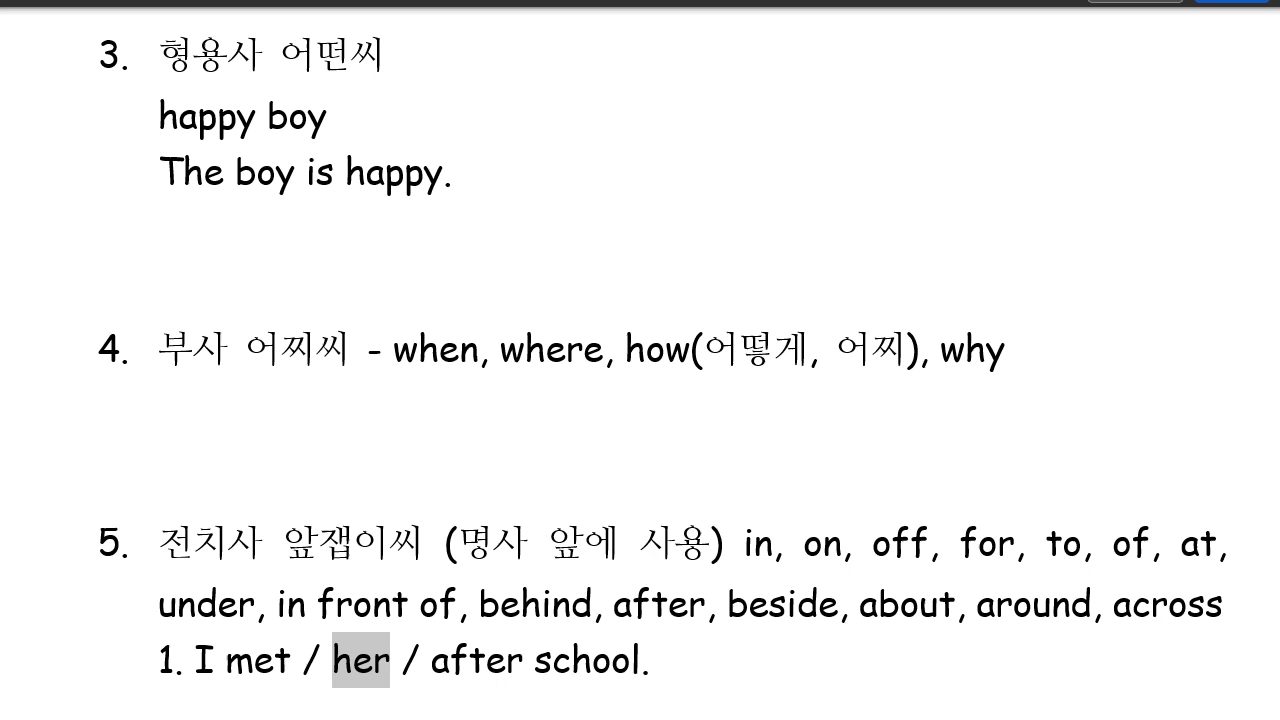 3. 형용사 어떤씨
happy boy
The boy is happy.
4. 부사 어찌씨 - when, where, how(어떻게, 어찌), why
5. 전치사 앞잽이씨 (명사 앞에 사용) in, on, off, for, to, of, at,
under, in front of, behind, after, beside, about, around, across
1. I met / her / after school.